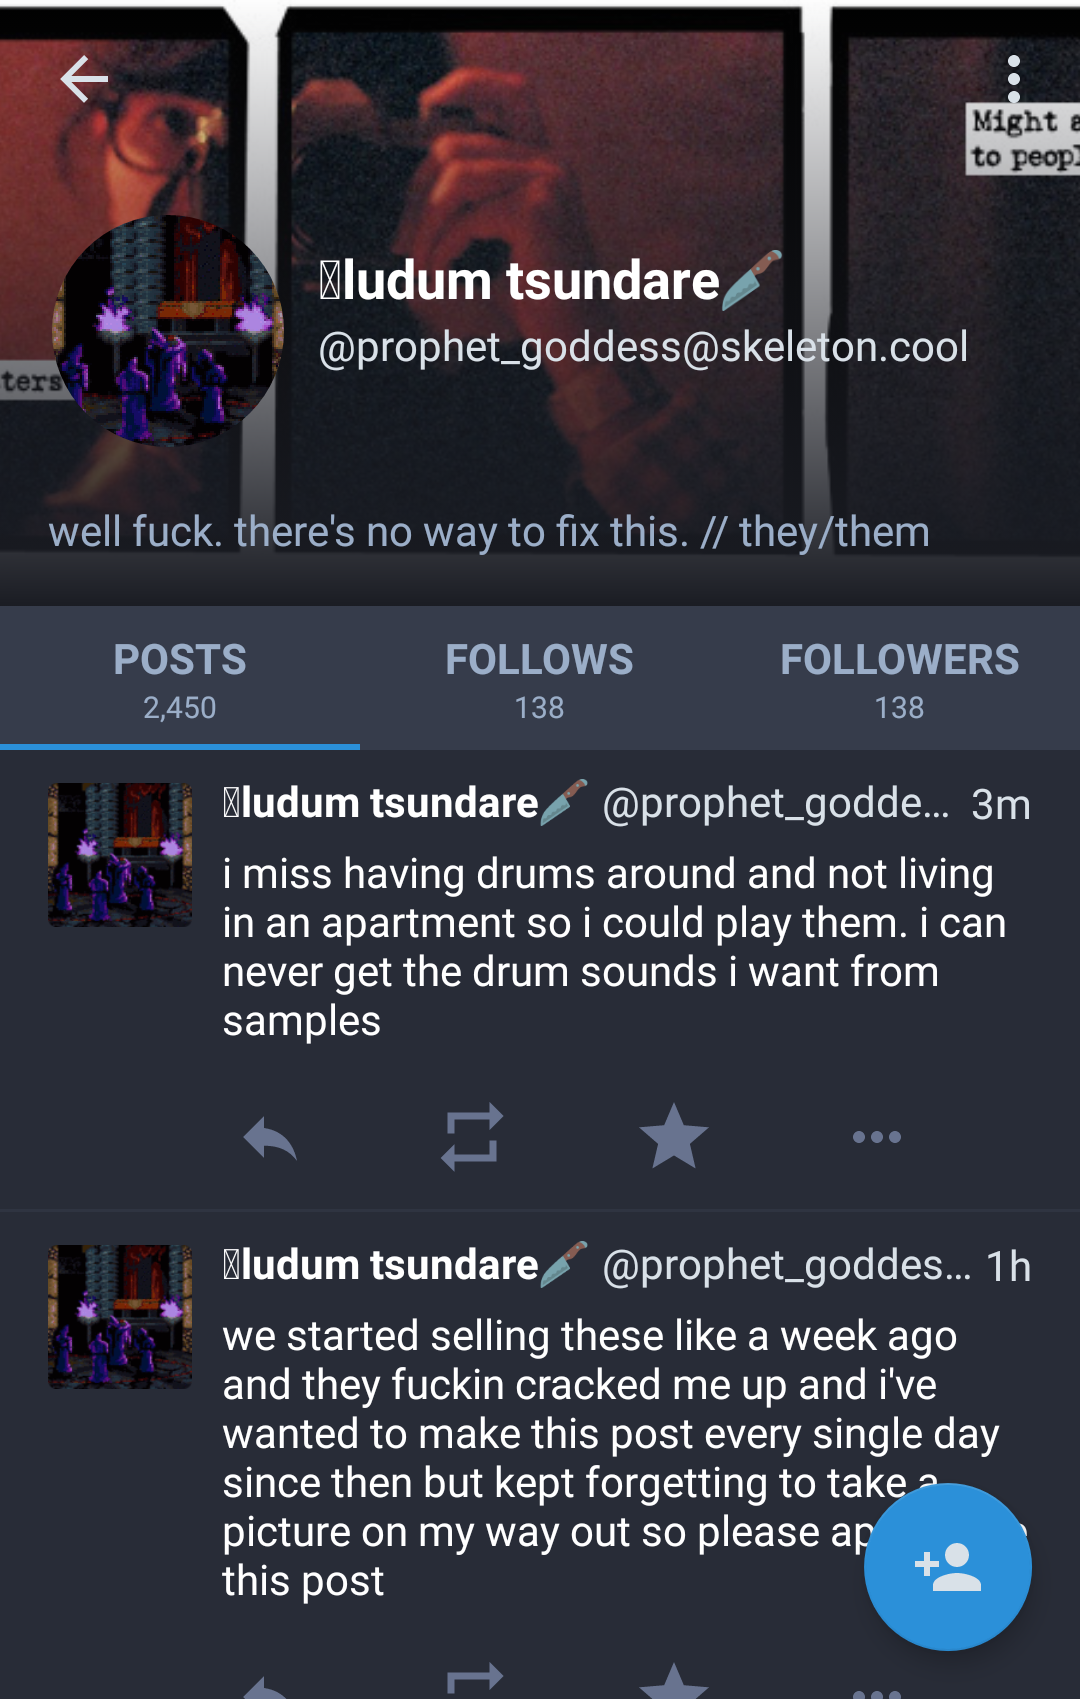 Might a
to peopl
ludum tsundare🔪
@prophet_goddess@skeleton.cool
ters
well fuck. there's no way to fix this. // they/them
POSTS FOLLOWS FOLLOWERS
2,450 138 138
ludum tsundare🔪 @prophet_godde... 3m
i miss having drums around and not living
in an apartment so i could play them. i can
never get the drum sounds i want from
samples
ludum tsundare🔪 @prophet_goddes... 1h
we started selling these like a week ago
and they fuckin cracked me up and i've
wanted to make this post every single day
since then but kept forgetting to take a
picture on my way out so please
this post